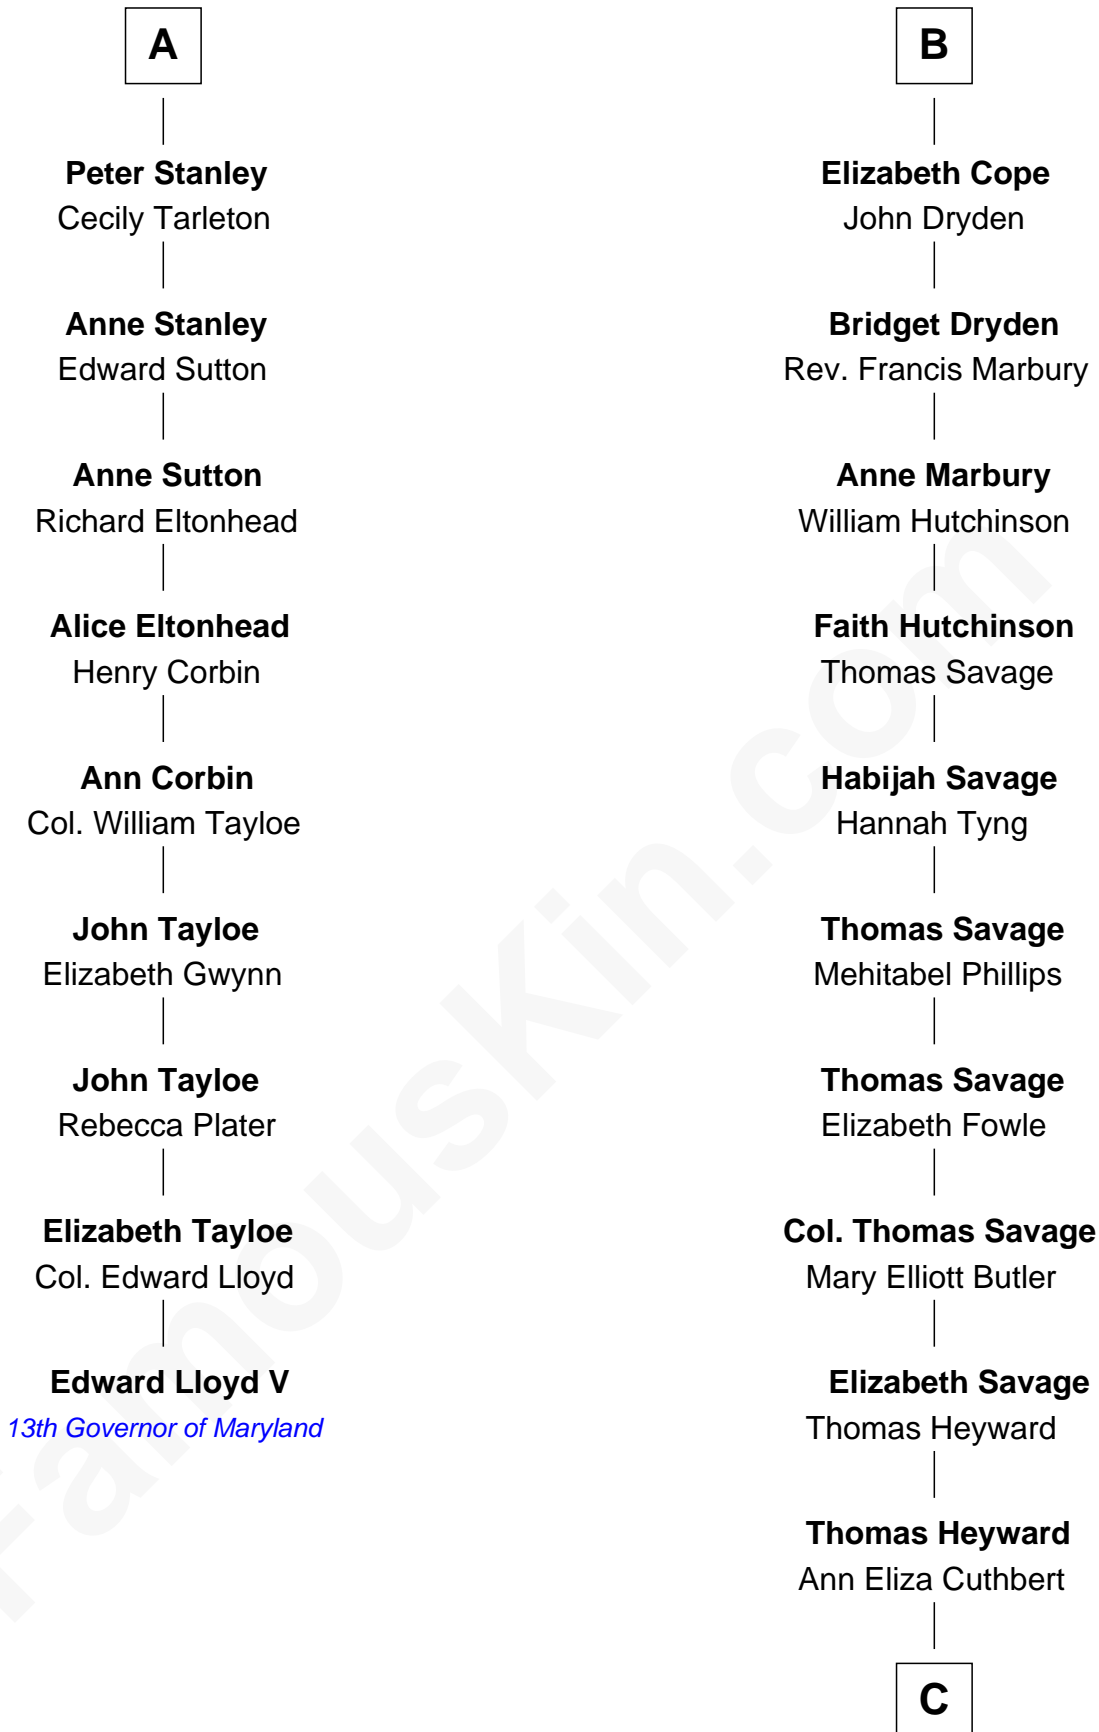 A
Peter Stanley
Cecily Tarleton
Anne Stanley
Edward Sutton
Anne Sutton
Richard Eltonhead
Alice Eltonhead
Henry Corbin
Ann Corbin
Col. William Tayloe
John Tayloe
Elizabeth Gwynn
John Tayloe
Rebecca Plater
Elizabeth Tayloe
Col. Edward Lloyd
Edward Lloyd V
13th Governor of Maryland
B
Elizabeth Cope
John Dryden
Bridget Dryden
Rev. Francis Marbury
Anne Marbury
William Hutchinson
Faith Hutchinson
Thomas Savage
Habijah Savage
Hannah Tyng
Thomas Savage
Mehitabel Phillips
Thomas Savage
Elizabeth Fowle
Col. Thomas Savage
Mary Elliott Butler
Elizabeth Savage
Thomas Heyward
Thomas Heyward
Ann Eliza Cuthbert
C
FamousKin.com